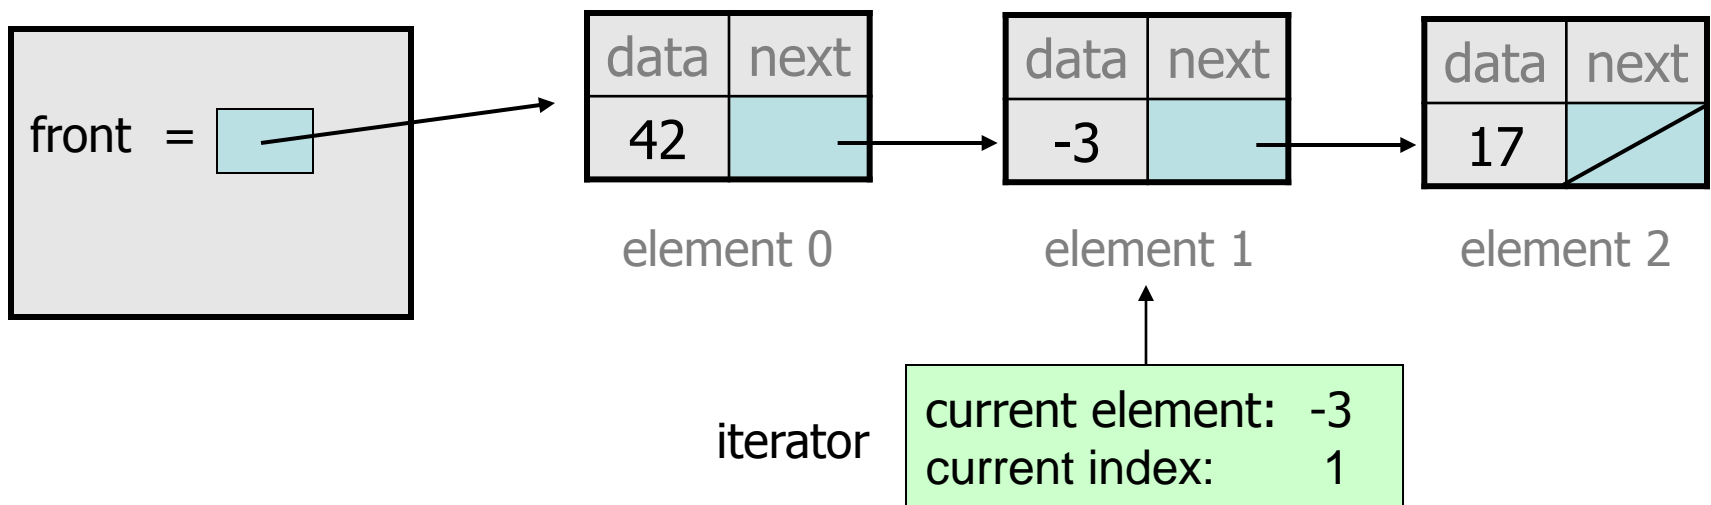 front =
data next
42
element 0
data next
-3
element 1
data next
17
element 2
iterator
current element: -3
current index: 1